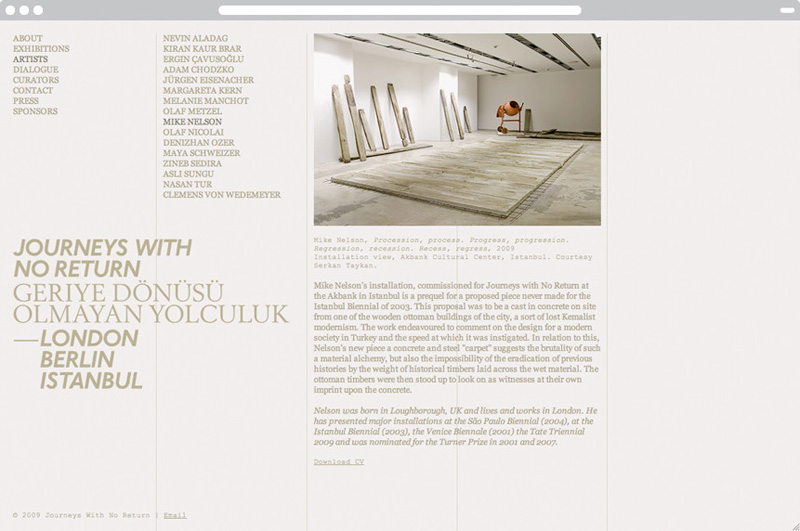 ABOUT
EXHIBITIONS
ARTISTS
DIALOGUE
CURATORS
CONTACT
PRESS
SPONSORS
NEVIN ALADAG
KIRAN KAUR BRAR
ERGIN ÇAVUSOĞLU
ADAM CHODZKO
JÜRGEN EISENACHER
MARGARETA KERN
MELANIE MANCHOT
OLAF METZEL
MIKE NELSON
OLAF NICOLAI
DENIZHAN OZER
MAYA SCHWEIZER
ZINEB SEDIRA
ASLI SUNGU
NASAN TUR
CLEMENS VON WEDEMEYER
JOURNEYS WITH
NO RETURN
GERIYE DÖNÜSÜ
OLMAYAN YOLCULUK
—LONDON
BERLIN
ISTANBUL
Mike Nelson, Procession, process. Progress, progression.
Regression, recession. Recess, regress, 2009
Installation view, Akbank Cultural Center, Istanbul. Courtesy
Serkan Taykan.
Mike Nelson's installation, commissioned for Journeys with No Return at
the Akbank in Istanbul is a prequel for a proposed piece never made for the
Istanbul Biennial of 2003. This proposal was to be a cast in concrete on site
from one of the wooden ottoman buildings of the city, a sort of lost Kemalist
modernism. The work endeavoured to comment on the design for a modern
society in Turkey and the speed at which it was instigated. In relation to this,
Nelson's new piece a concrete and steel "carpet" suggests the brutality of such
a material alchemy, but also the impossibility of the eradication of previous
histories by the weight of historical timbers laid across the wet material. The
ottoman timbers were then stood up to look on as witnesses at their own
imprint upon the concrete.
Nelson was born in Loughborough, UK and lives and works in London. He
has presented major installations at the São Paulo Biennial (2004), at the
Istanbul Biennial (2003), the Venice Biennale (2001) the Tate Triennial
2009 and was nominated for the Turner Prize in 2001 and 2007.
Download CV
© 2009 Journeys With No Return | Email